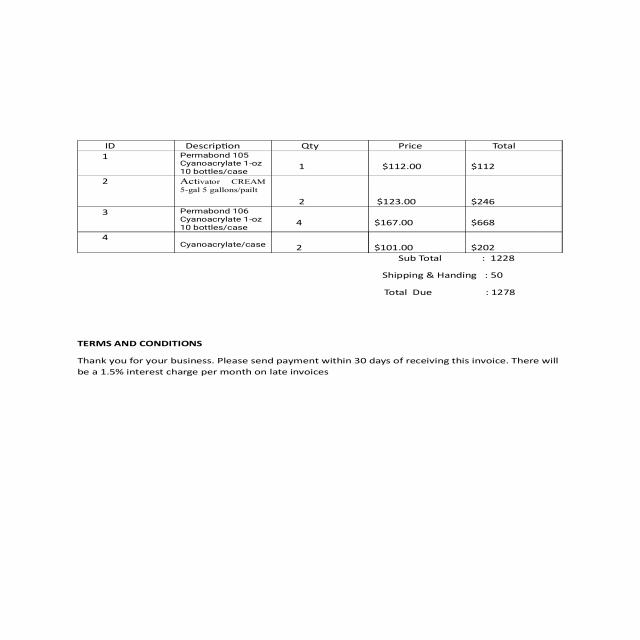 ID Description Qty Price Total
1 Permabond 105
Cyanoacrylate 1-oz
10 bottles/case 1 $112.00 $112
2 Activator CREAM
5-gal 5 gallons/pailt
2 $123.00 $246
3 Permabond 106
Cyanoacrylate 1-oz
10 bottles/case 4 $167.00 $668
4
Cyanoacrylate/case 2 $101.00 $202
Sub Total : 1228
Shipping & Handing : 50
Total Due : 1278
TERMS AND CONDITIONS
Thank you for your business. Please send payment within 30 days of receiving this invoice. There will
be a 1.5% interest charge per month on late invoices